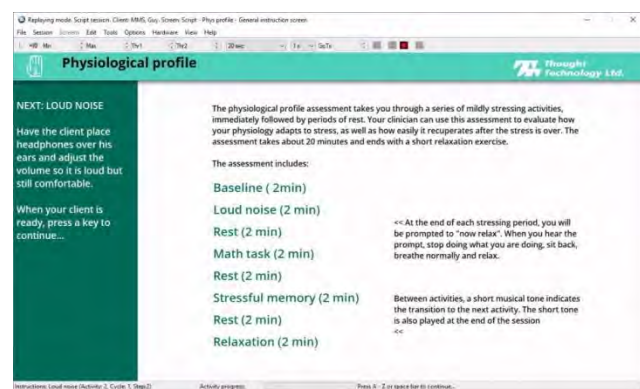 Replaying mode. Script session. Client: MMS, Guy. Screen: Script - Phys profile - General instruction screen.
File Session Screens Edit Tools Options Hardware View Help
Min Max Thr1 Thr2 20 sec 1 x GoTo
Physiological profile
Thought
Technology Ltd.
NEXT: LOUD NOISE
Have the client place
headphones over his
ears and adjust the
volume so it is loud but
still comfortable.
When your client is
ready, press a key to
continue...
The physiological profile assessment takes you through a series of mildly stressing activities,
immediately followed by periods of rest. Your clinician can use this assessment to evaluate how
your physiology adapts to stress, as well as how easily it recuperates after the stress is over. The
assessment takes about 20 minutes and ends with a short relaxation exercise.
The assessment includes:
Baseline ( 2min)
Loud noise (2 min)
Rest (2 min)
Math task (2 min)
Rest (2 min)
Stressful memory (2 min)
Rest (2 min)
Relaxation (2 min)
<< At the end of each stressing period, you will
be prompted to "now relax". When you hear the
prompt, stop doing what you are doing, sit back,
breathe normally and relax.
Between activities, a short musical tone indicates
the transition to the next activity. The short tone
is also played at the end of the session
<<
Instructions: Loud noise (Activity: 2, Cycle: 1, Step:2) Activity progress: Press A - Z or space bar to continue...